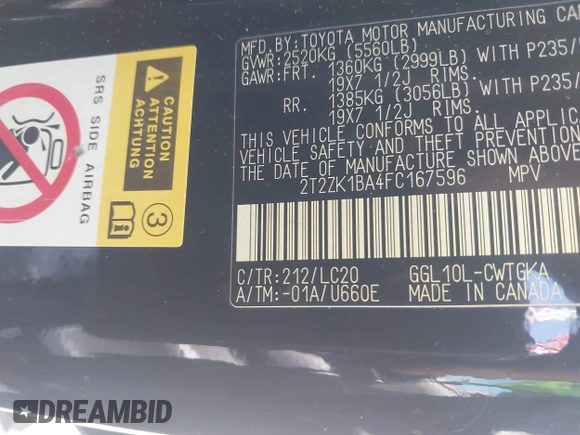 SRS SIDE AIRBAG
CAUTION
ATTENTION
ACHTUNG
3
MFD. BY: TOYOTA MOTOR MANUFACTURING CA
GVWR: 2520KG (5560LB)
GAWR: FRT. 1360KG (2999LB) WITH P235/
19X7 1/2J RIMS.
RR. 1385KG (3056LB) WITH P235/
19X7 1/2J RIMS.
THIS VEHICLE CONFORMS TO ALL APPLIC
VEHICLE SAFETY AND THEFT PREVENTION
THE DATE OF MANUFACTURE SHOWN ABOVE
2T2ZK1BA4FC167596 MPV
C/TR: 212/LC20 GGL10L-CWTGKA
A/TM: -01A/U660E MADE IN CANADA
DREAMBID